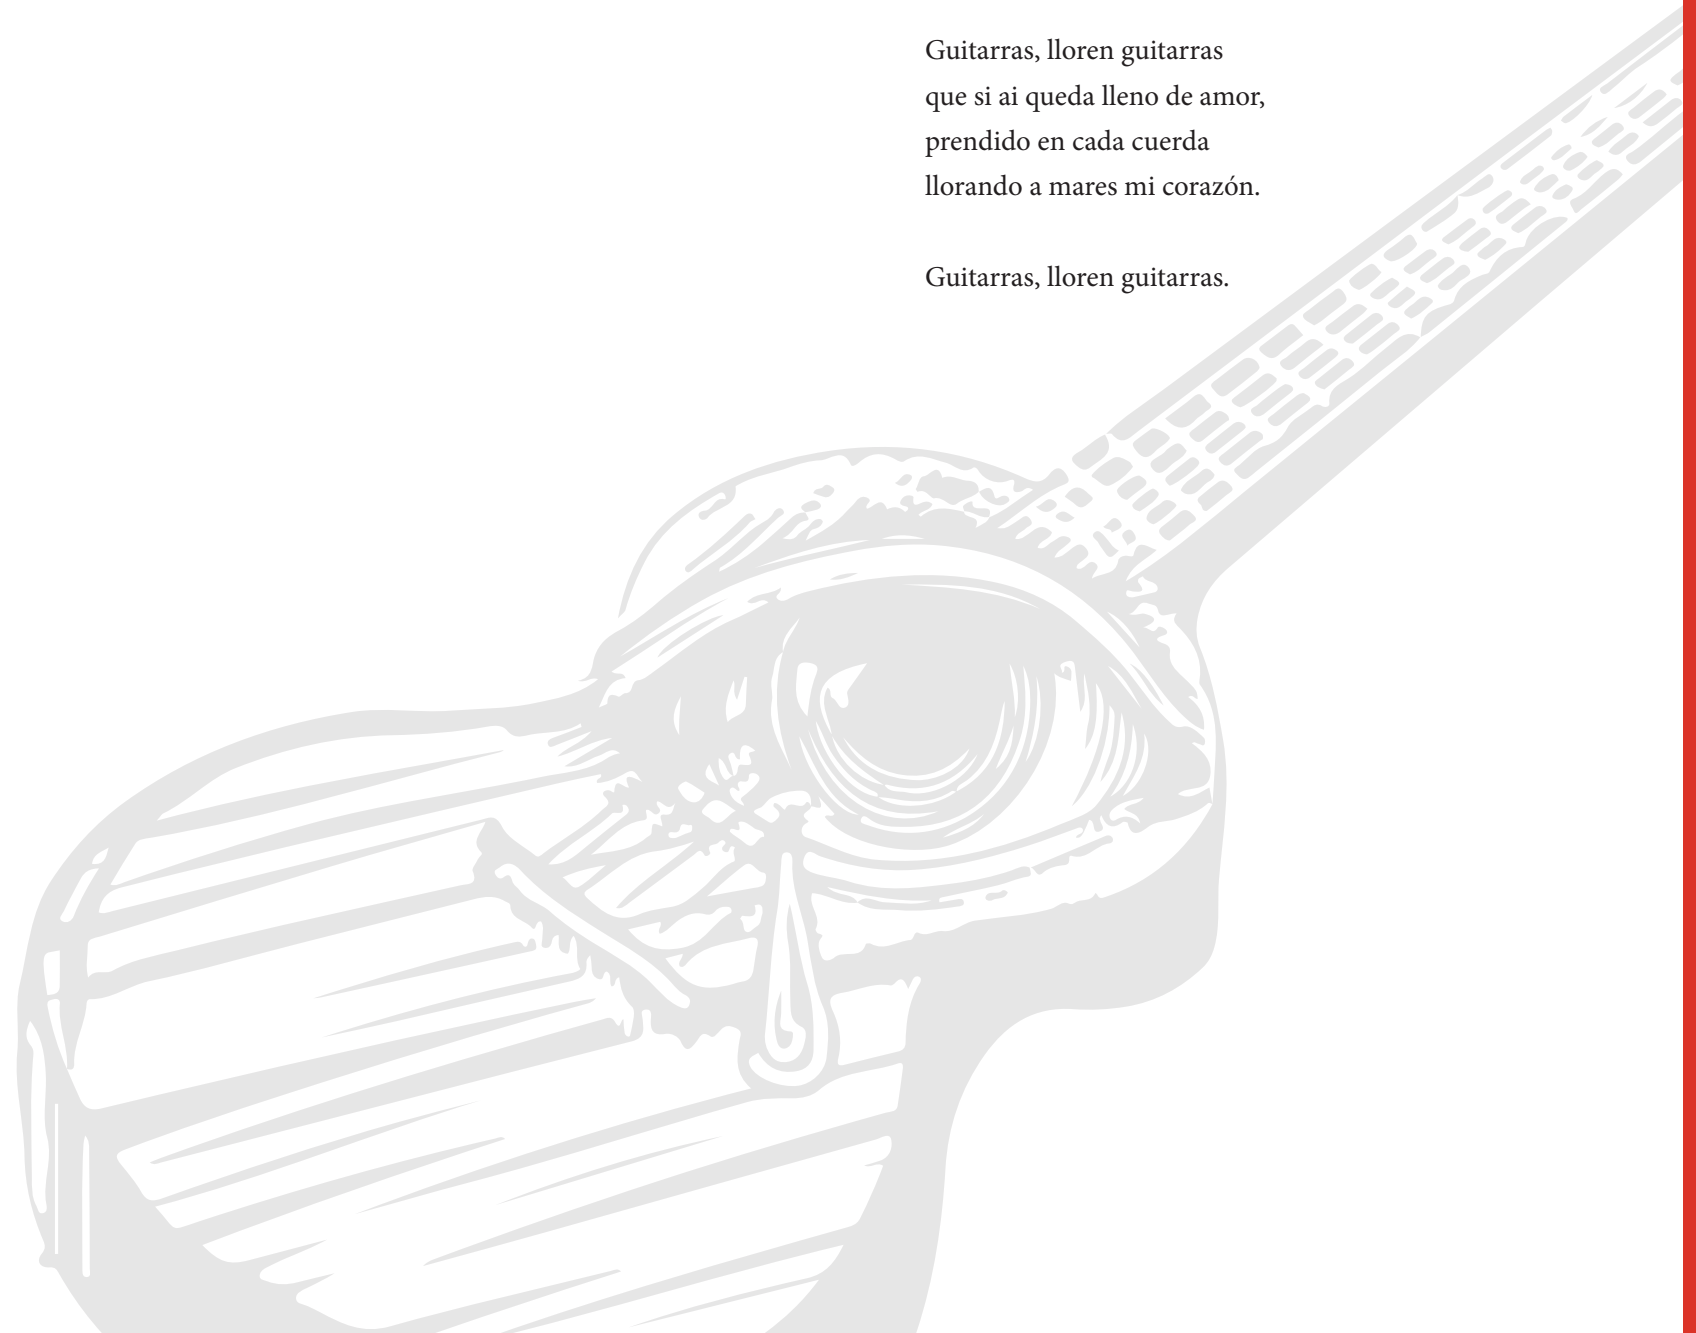 Guitarras, lloren guitarras
que si ai queda lleno de amor,
prendido en cada cuerda
llorando a mares mi corazón.
Guitarras, lloren guitarras.